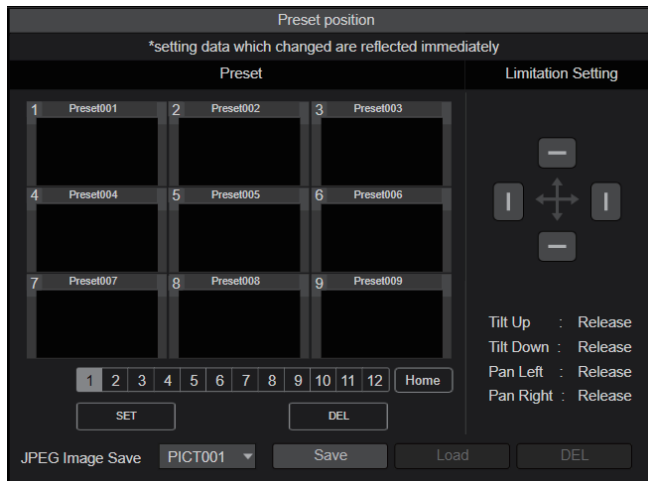 Preset position
*setting data which changed are reflected immediately
Preset
Limitation Setting
1 Preset001
2 Preset002
3 Preset003
4 Preset004
5 Preset005
6 Preset006
7 Preset007
8 Preset008
9 Preset009
1 2 3 4 5 6 7 8 9 10 11 12 Home
SET DEL
Tilt Up : Release
Tilt Down : Release
Pan Left : Release
Pan Right : Release
JPEG Image Save PICT001 Save Load DEL